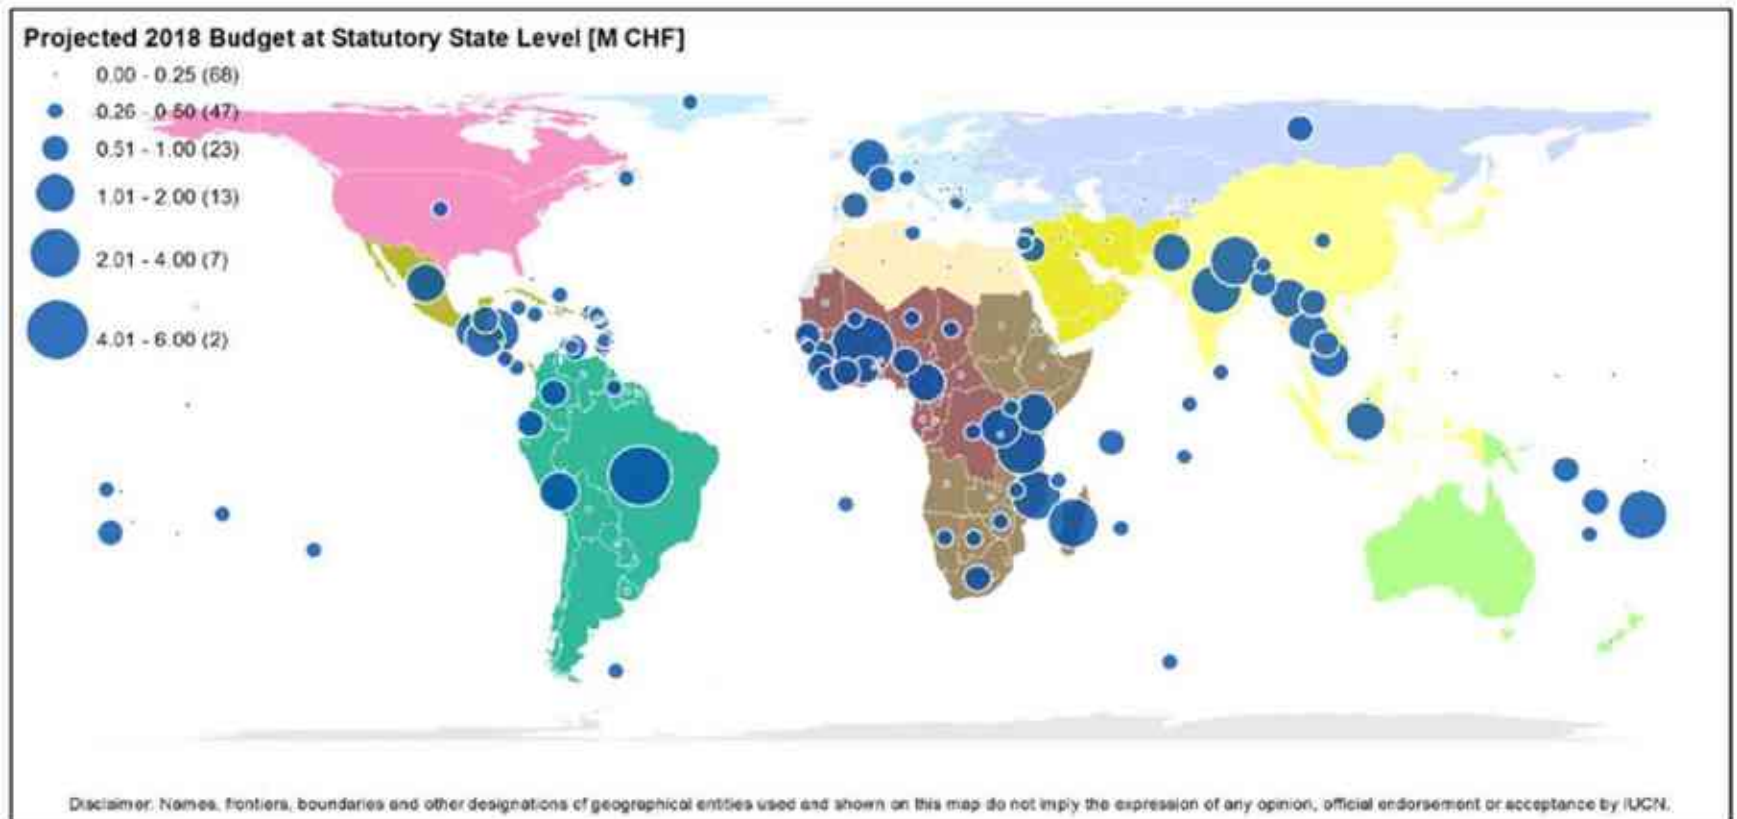 Projected 2018 Budget at Statutory State Level [M CHF]
0.00 - 0.25 (68)
0.26 - 0.50 (47)
0.51 - 1.00 (23)
1.01 - 2.00 (13)
2.01 - 4.00 (7)
4.01 - 6.00 (2)
Disclaimer: Names, frontiers, boundaries and other designations of geographical entities used and shown on this map do not imply the expression of any opinion, official endorsement or acceptance by IUCN.